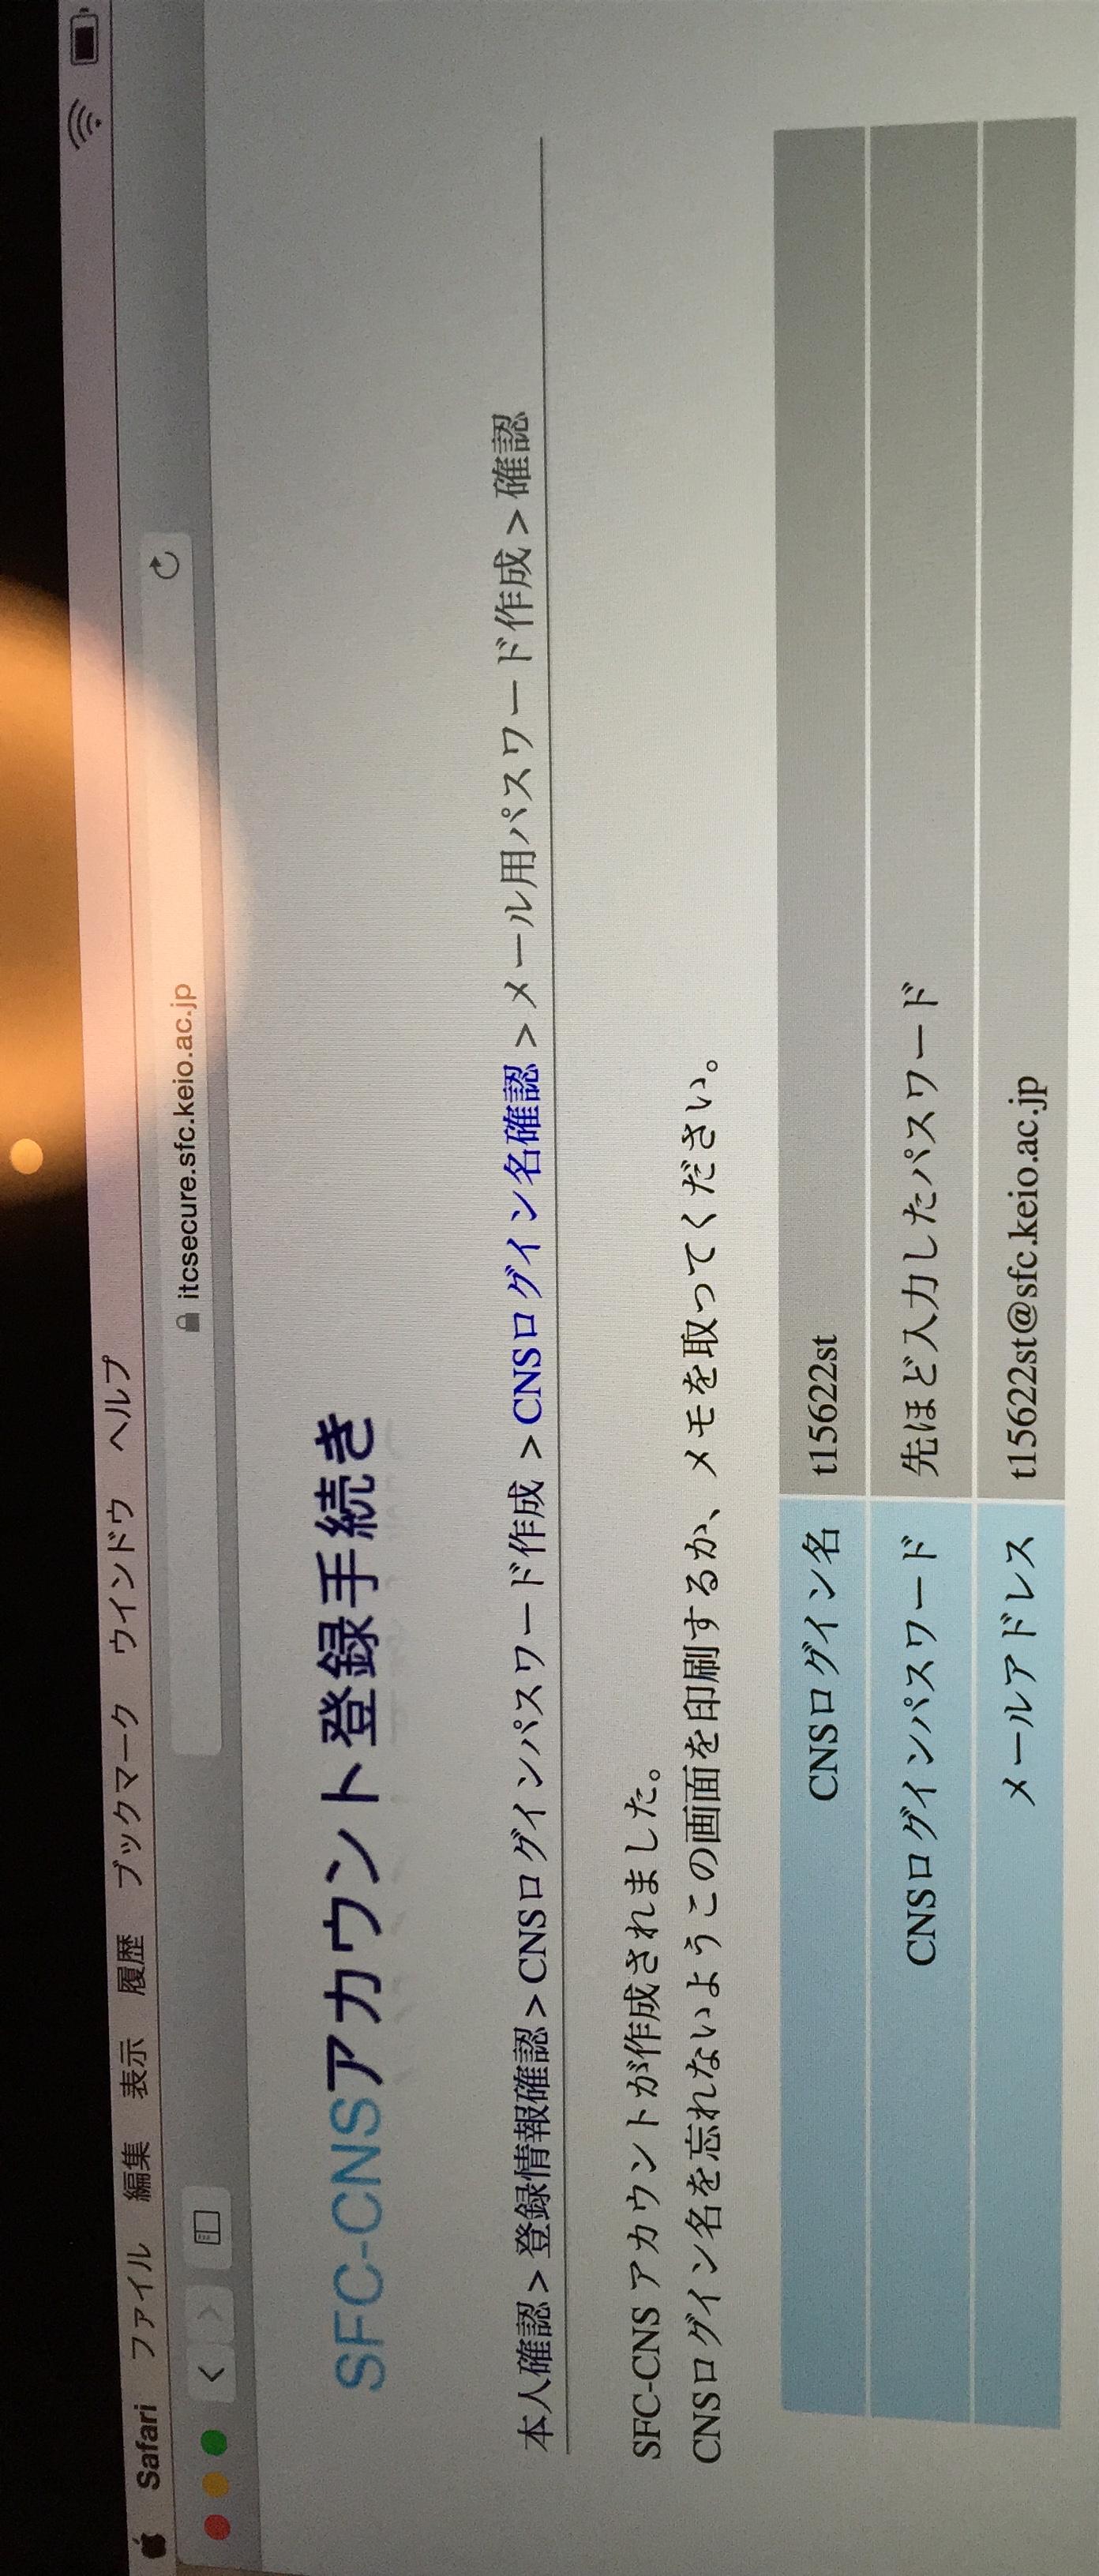 Safari ファイル 編集 表示 履歴 ブックマーク ウインドウ ヘルプ
itcsecure.sfc.keio.ac.jp
SFC-CNSアカウント登録手続き
本人確認 > 登録情報確認 > CNSログインパスワード作成 > CNSログイン名確認 > メール用パスワード作成 > 確認
SFC-CNS アカウントが作成されました。
CNSログイン名を忘れないようこの画面を印刷するか、メモを取ってください。
CNSログイン名 t15622st
CNSログインパスワード 先ほど入力したパスワード
メールアドレス t15622st@sfc.keio.ac.jp